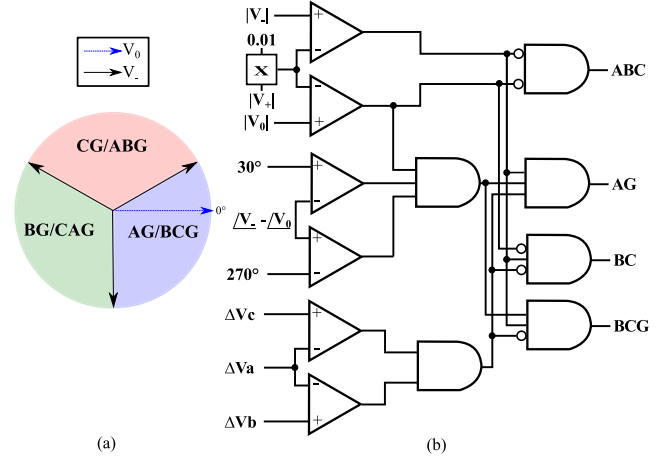 (a)
V₀
V₋
CG/ABG
BG/CAG
AG/BCG
0°
|V₋|
0.01
X
|V₊|
|V₀|
30°
/V₋ - /V₀
270°
ΔVc
ΔVa
ΔVb
+
-
-
+
+
-
+
-
+
-
-
+
ABC
AG
BC
BCG
(a)
(b)